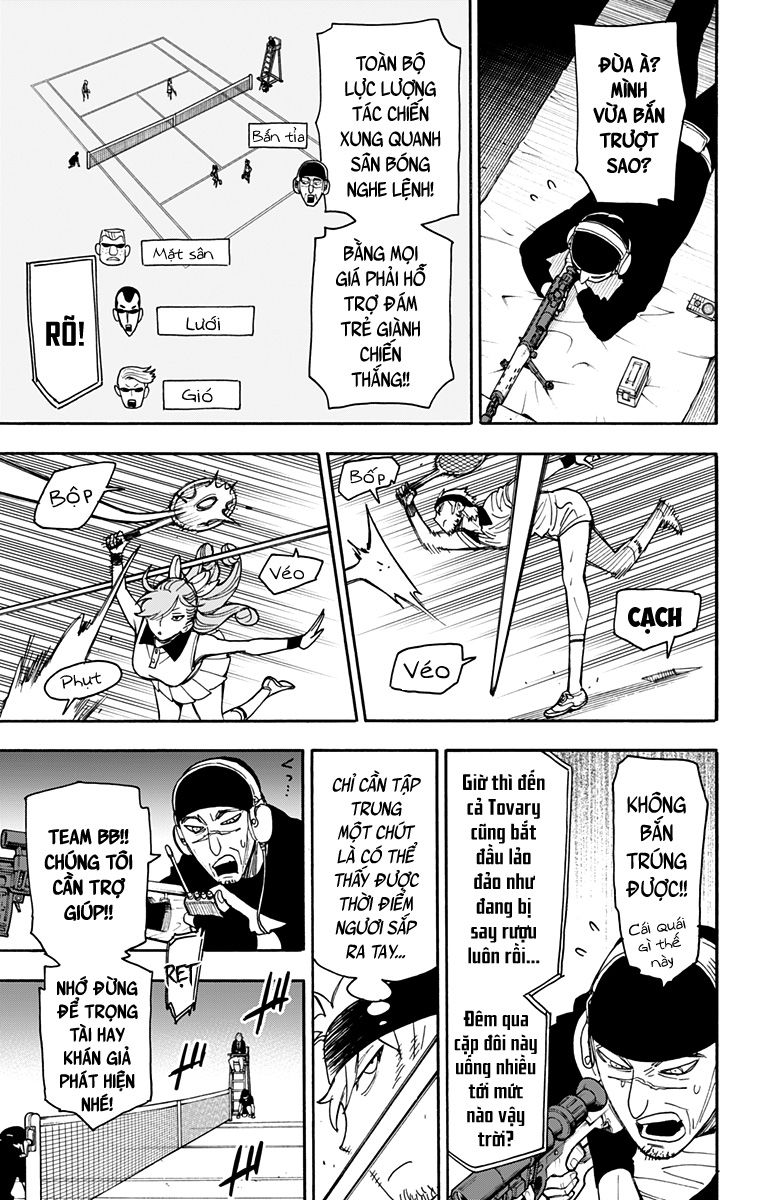 ĐÙA À?
MÌNH
VỪA BẮN
TRƯỢT
SAO?
TOÀN BỘ
LỰC LƯỢNG
TÁC CHIẾN
XUNG QUANH
SÂN BÓNG
NGHE LỆNH!
BẰNG MỌI
GIÁ PHẢI HỖ
TRỢ ĐÁM
TRẺ GIÀNH
CHIẾN
THẮNG!!
Bấn tỉa
Mặt sân
Lưới
Gió
RÕ!
BỐP
CẠCH
Véo
BỘP
Véo
Phụt
KHÔNG
BẮN TRÚNG
ĐƯỢC!!
Cái quái
gì thế
này
Giờ thì đến
cả Tovary
cũng bắt
đầu lảo
đảo như
đang bị
say rượu
luôn rồi...
Đêm qua
cặp đôi này
uống nhiều
tới mức
nào vậy
trời?
CHỈ CẦN TẬP
TRUNG
MỘT CHÚT
LÀ CÓ THỂ
THẤY ĐƯỢC
THỜI ĐIỂM
NGƯƠI SẮP
RA TAY...
TEAM BB!!
CHÚNG TÔI
CẦN TRỢ
GIÚP!!
RẸT
NHỚ ĐỪNG
ĐỂ TRỌNG
TÀI HAY
KHÁN GIẢ
PHÁT HIỆN
NHÉ!